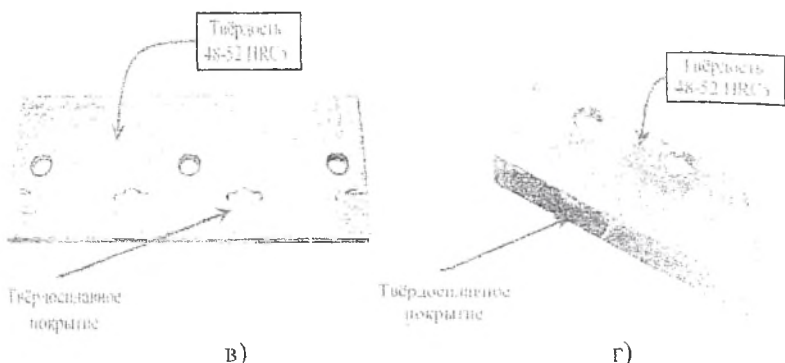 Твёрдость
48-52 HRCэ
Твёрдосплавное
покрытие
в)
Твёрдость
48-52 HRCэ
Твёрдосплавное
покрытие
г)